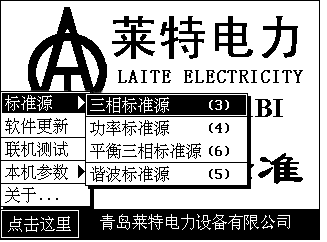 莱特电力
LAITE ELECTRICITY
BI
准
标准源
软件更新
联机测试
本机参数
关于...
三相标准源 (3)
功率标准源 (4)
平衡三相标准源 (6)
谐波标准源 (5)
点击这里
青岛莱特电力设备有限公司